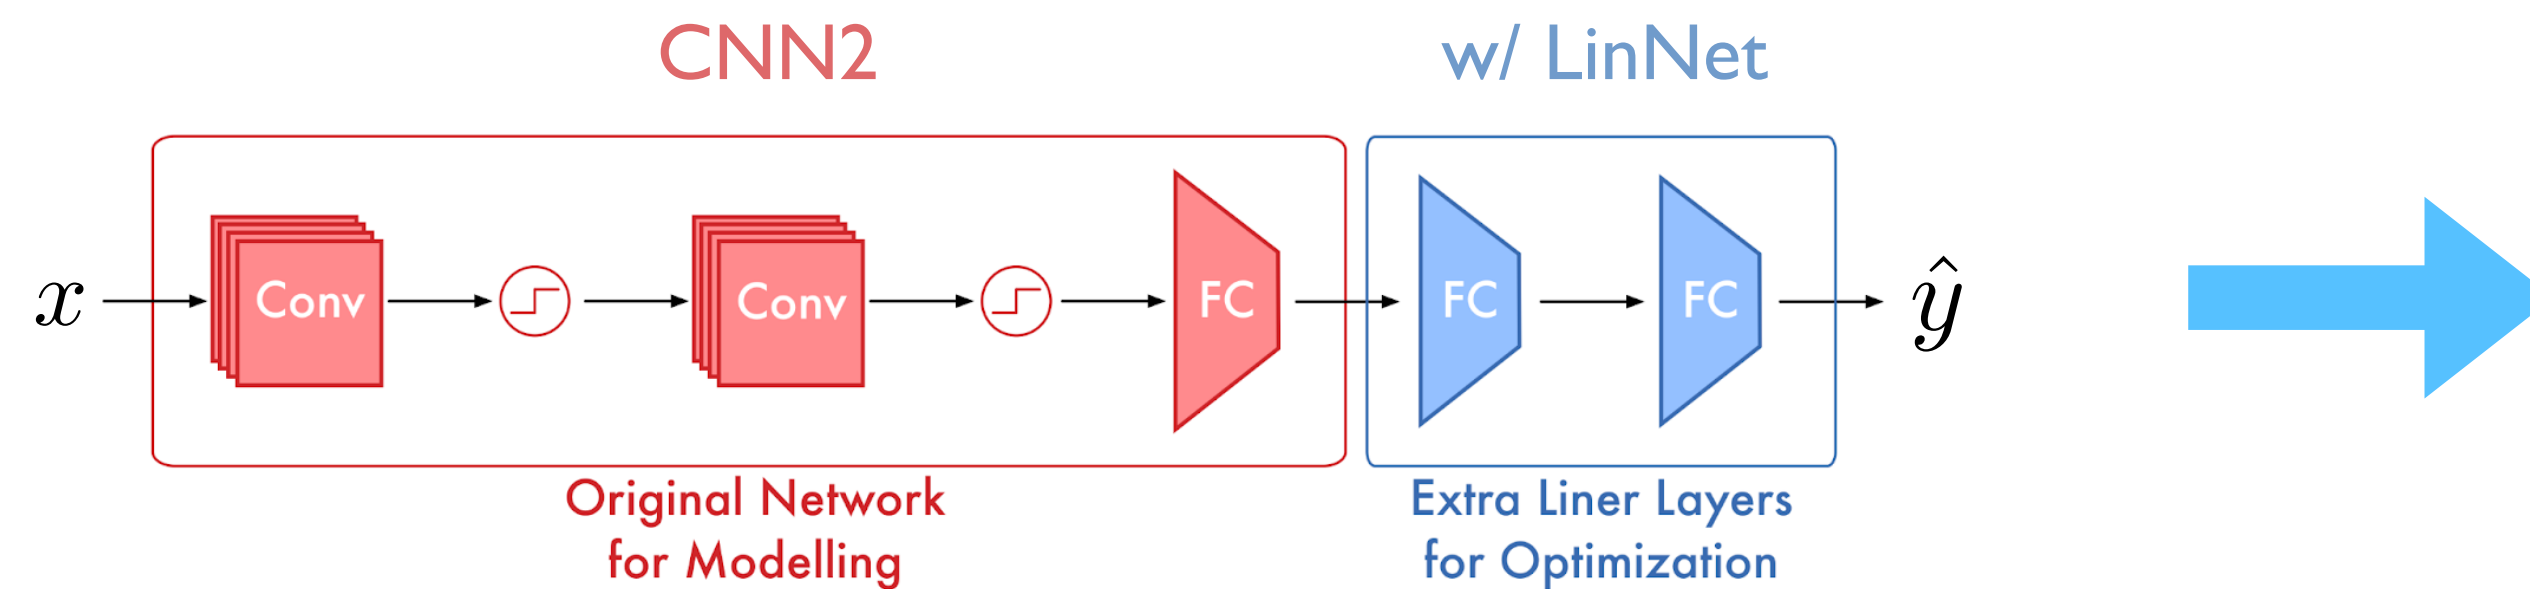 CNN2
w/ LinNet
x
Conv
Conv
FC
FC
FC
ŷ
Original Network
for Modelling
Extra Liner Layers
for Optimization